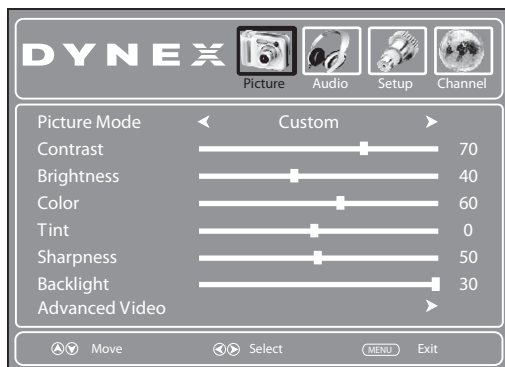 DYNEX
Picture Audio Setup Channel
Picture Mode Custom
Contrast 70
Brightness 40
Color 60
Tint 0
Sharpness 50
Backlight 30
Advanced Video
Move Select MENU Exit